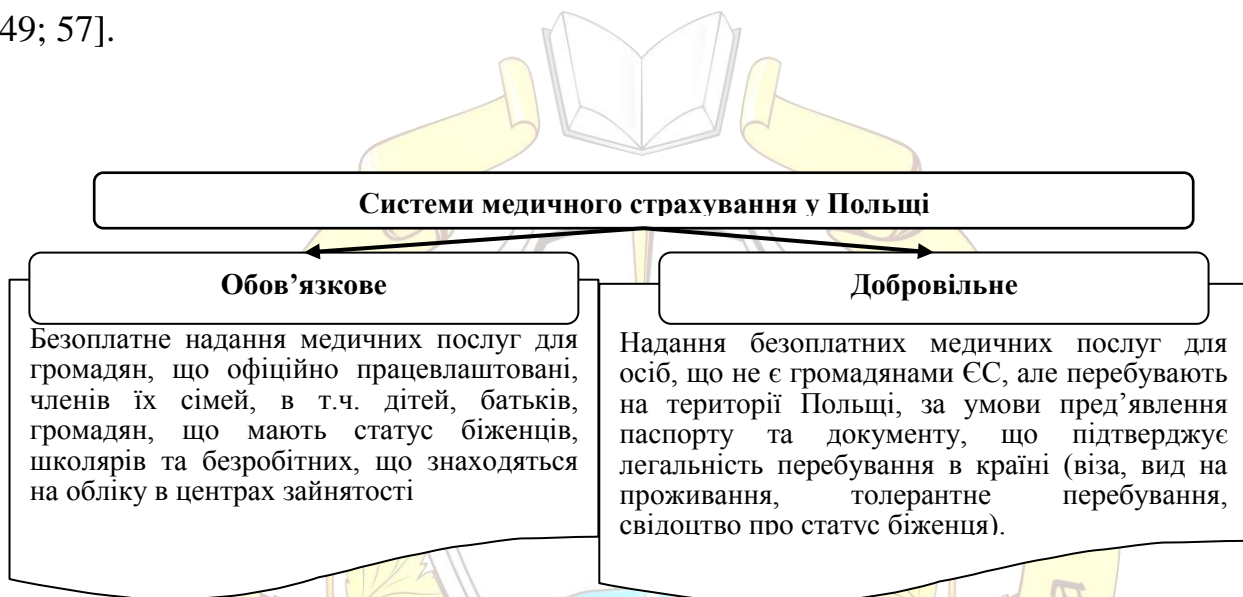 49; 57].
Системи медичного страхування у Польщі
Обов’язкове
Добровільне
Безоплатне надання медичних послуг для
громадян, що офіційно працевлаштовані,
членів їх сімей, в т.ч. дітей, батьків,
громадян, що мають статус біженців,
школярів та безробітних, що знаходяться
на обліку в центрах зайнятості
Надання безоплатних медичних послуг для
осіб, що не є громадянами ЄС, але перебувають
на території Польщі, за умови пред’явлення
паспорту та документу, що підтверджує
легальність перебування в країні (віза, вид на
проживання, толерантне перебування,
свідоцтво про статус біженця).